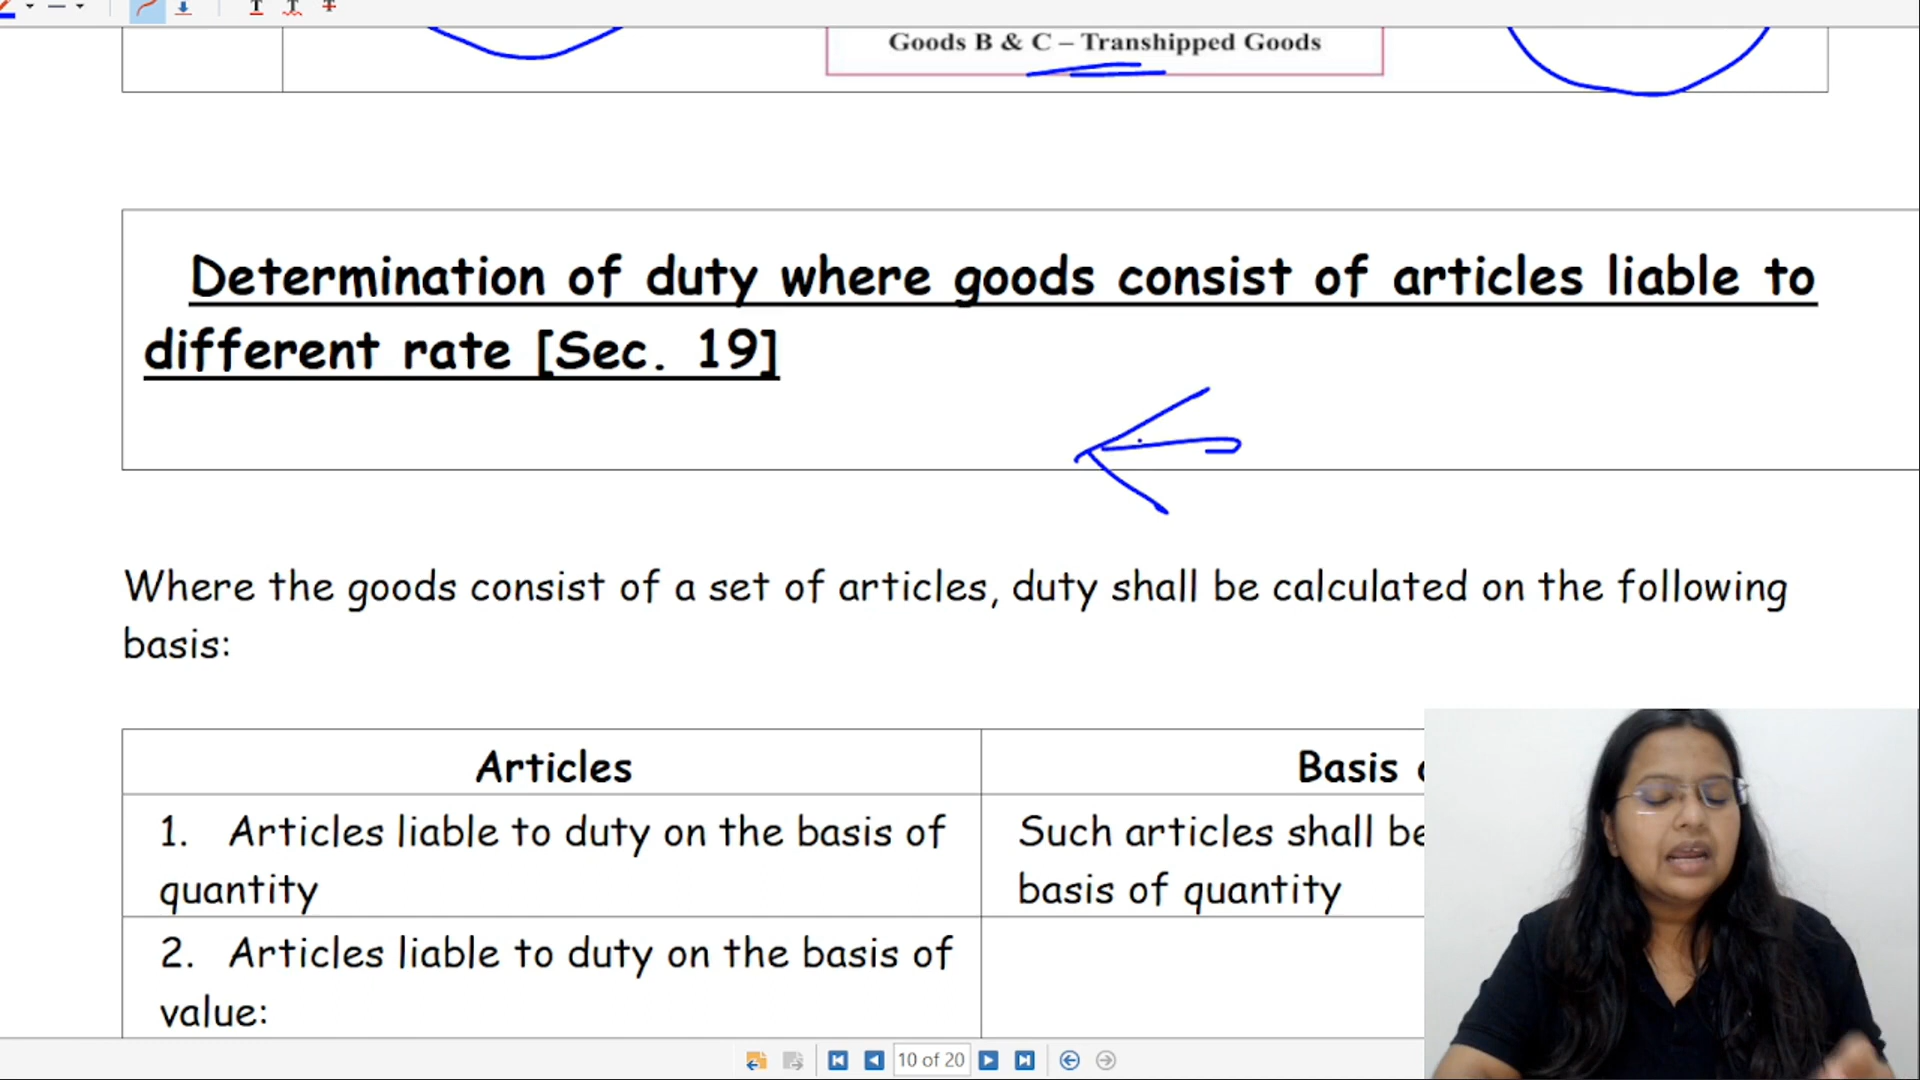 Goods B & C – Transhipped Goods
Determination of duty where goods consist of articles liable to
different rate [Sec. 19]
Where the goods consist of a set of articles, duty shall be calculated on the following
basis:
Articles
Basis
1. Articles liable to duty on the basis of
quantity
Such articles shall be
basis of quantity
2. Articles liable to duty on the basis of
value:
10 of 20